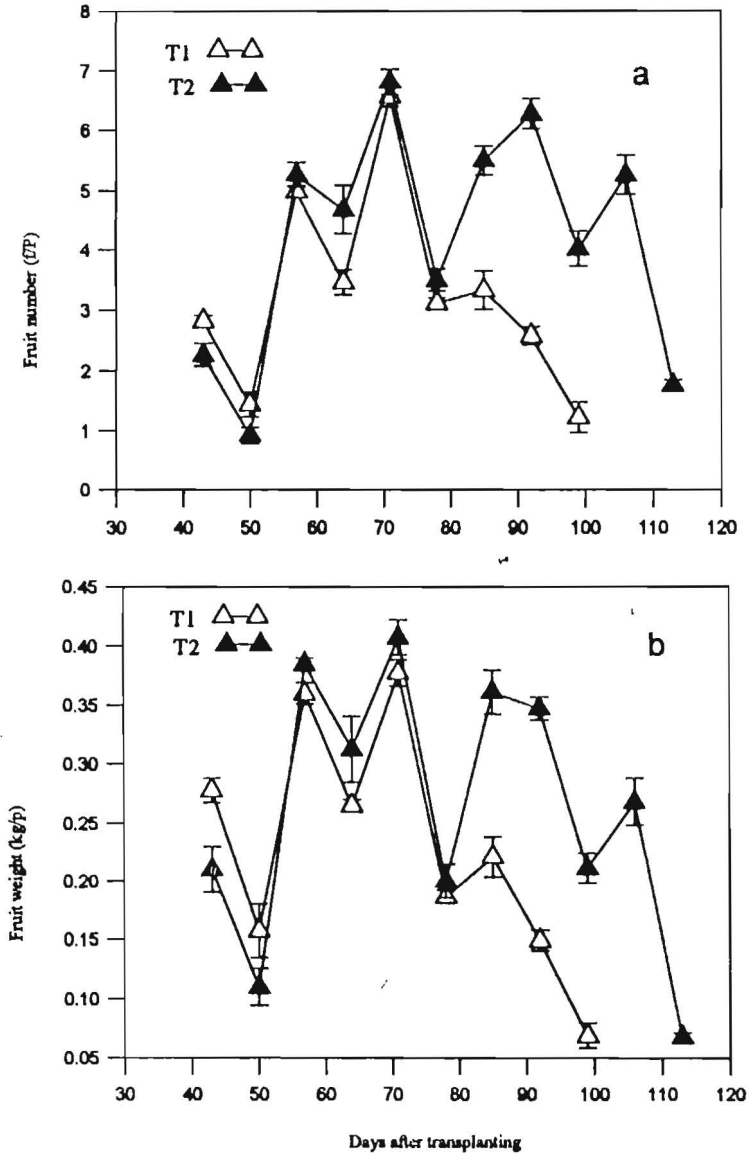 8
7
6
5
4
3
2
1
0
Fruit number (f/P)
T1
T2
a
30 40 50 60 70 80 90 100 110 120
0.45
0.40
0.35
0.30
0.25
0.20
0.15
0.10
0.05
Fruit weight (kg/p)
T1
T2
b
30 40 50 60 70 80 90 100 110 120
Days after transplanting